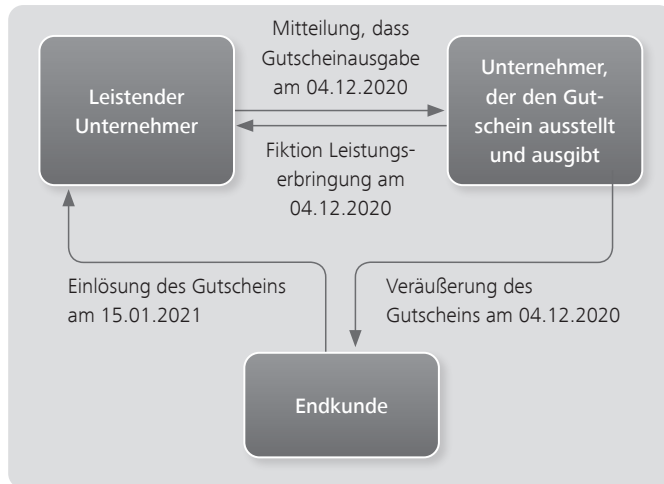 Mitteilung, dass
Gutscheinausgabe
am 04.12.2020
Leistender
Unternehmer
Unternehmer,
der den Gut-
schein ausstellt
und ausgibt
Fiktion Leistungs-
erbringung am
04.12.2020
Einlösung des Gutscheins
am 15.01.2021
Veräußerung des
Gutscheins am 04.12.2020
Endkunde